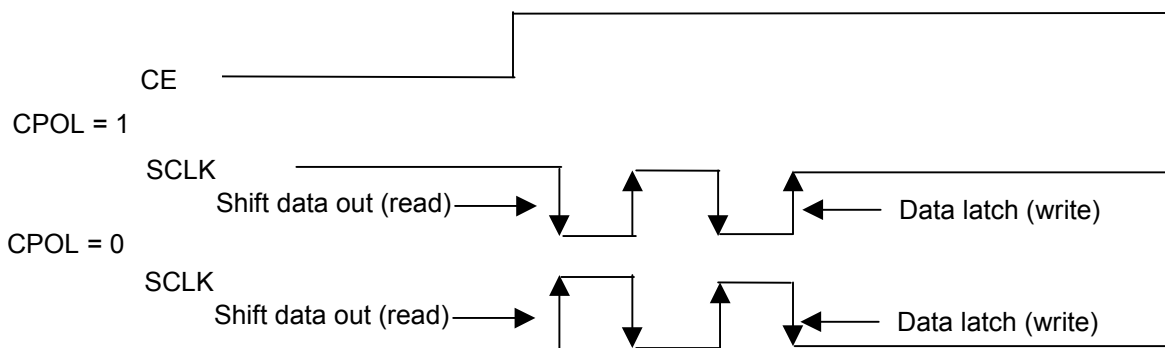 CE
CPOL = 1
SCLK
Shift data out (read)
Data latch (write)
CPOL = 0
SCLK
Shift data out (read)
Data latch (write)